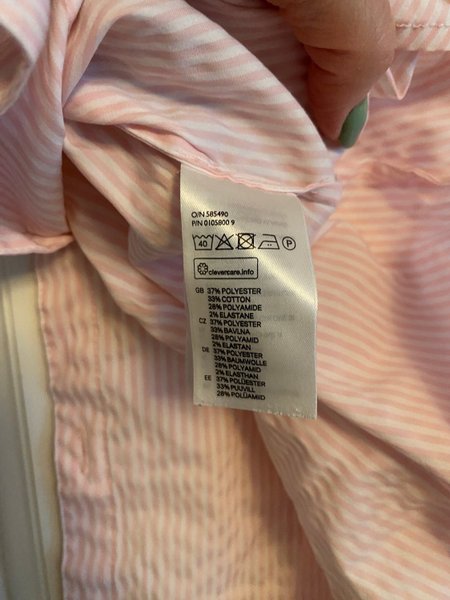 O/N 585490
P/N 0105800 9
40 P
clevercare.info
GB 37% POLYESTER
33% COTTON
28% POLYAMIDE
2% ELASTANE
CZ 37% POLYESTER
33% BAVLNA
28% POLYAMID
2% ELASTAN
DE 37% POLYESTER
33% BAUMWOLLE
28% POLYAMID
2% ELASTHAN
EE 37% POLÜESTER
33% PUUVILL
28% POLÜAMIID